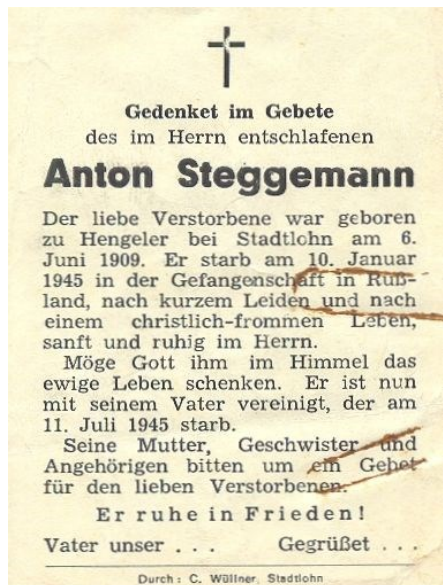 Gedenket im Gebete
des im Herrn entschlafenen
Anton Steggemann
Der liebe Verstorbene war geboren
zu Hengeler bei Stadtlohn am 6.
Juni 1909. Er starb am 10. Januar
1945 in der Gefangenschaft in Ruß-
land, nach kurzem Leiden und nach
einem christlich-frommen Leben,
sanft und ruhig im Herrn.
Möge Gott ihm im Himmel das
ewige Leben schenken. Er ist nun
mit seinem Vater vereinigt, der am
11. Juli 1945 starb.
Seine Mutter, Geschwister und
Angehörigen bitten um ein Gebet
für den lieben Verstorbenen.
Er ruhe in Frieden!
Vater unser . . . Gegrüßet . . .
Durch: C. Wüllner, Stadtlohn